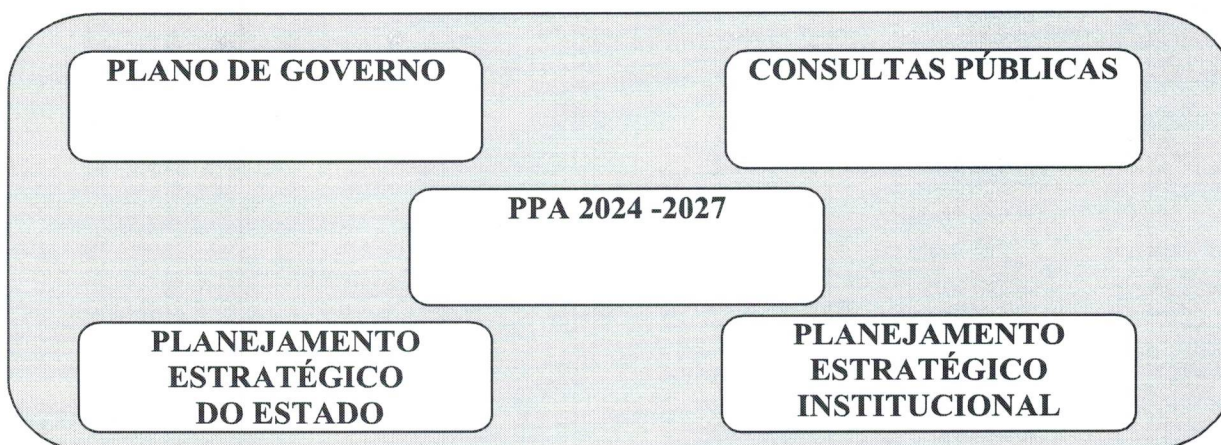 PLANO DE GOVERNO
CONSULTAS PÚBLICAS
PPA 2024 -2027
PLANEJAMENTO
ESTRATÉGICO
DO ESTADO
PLANEJAMENTO
ESTRATÉGICO
INSTITUCIONAL